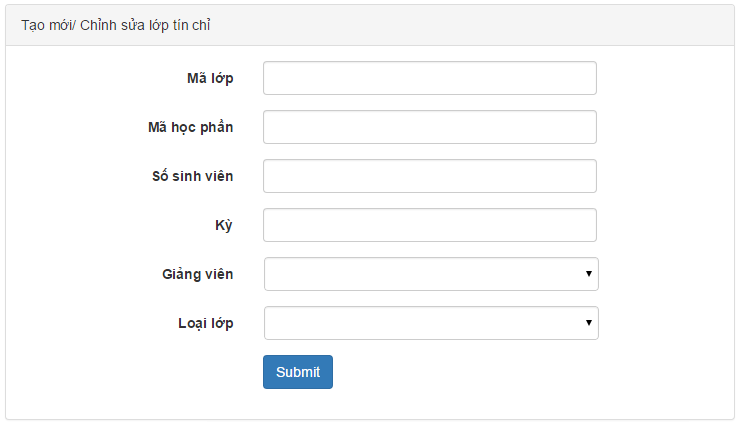 Tạo mới/ Chỉnh sửa lớp tín chỉ
Mã lớp
Mã học phần
Số sinh viên
Kỳ
Giảng viên
Loại lớp
Submit